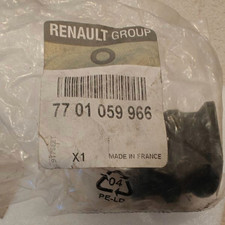 RENAULT GROUP
77 01 059 966
X1 MADE IN FRANCE
04
PE-LD